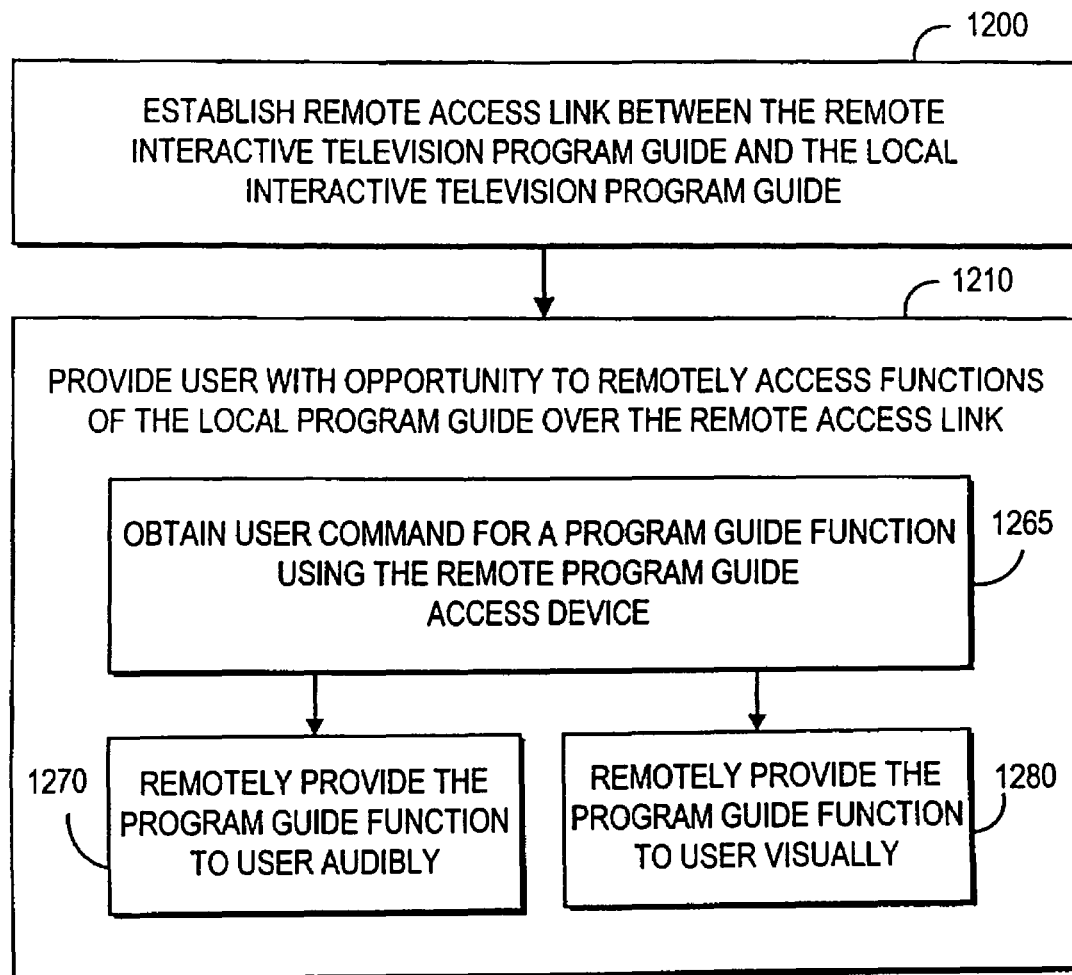 1200
ESTABLISH REMOTE ACCESS LINK BETWEEN THE REMOTE
INTERACTIVE TELEVISION PROGRAM GUIDE AND THE LOCAL
INTERACTIVE TELEVISION PROGRAM GUIDE
1210
PROVIDE USER WITH OPPORTUNITY TO REMOTELY ACCESS FUNCTIONS
OF THE LOCAL PROGRAM GUIDE OVER THE REMOTE ACCESS LINK
OBTAIN USER COMMAND FOR A PROGRAM GUIDE FUNCTION
USING THE REMOTE PROGRAM GUIDE
ACCESS DEVICE
1265
1270
REMOTELY PROVIDE THE
PROGRAM GUIDE FUNCTION
TO USER AUDIBLY
REMOTELY PROVIDE THE
PROGRAM GUIDE FUNCTION
TO USER VISUALLY
1280